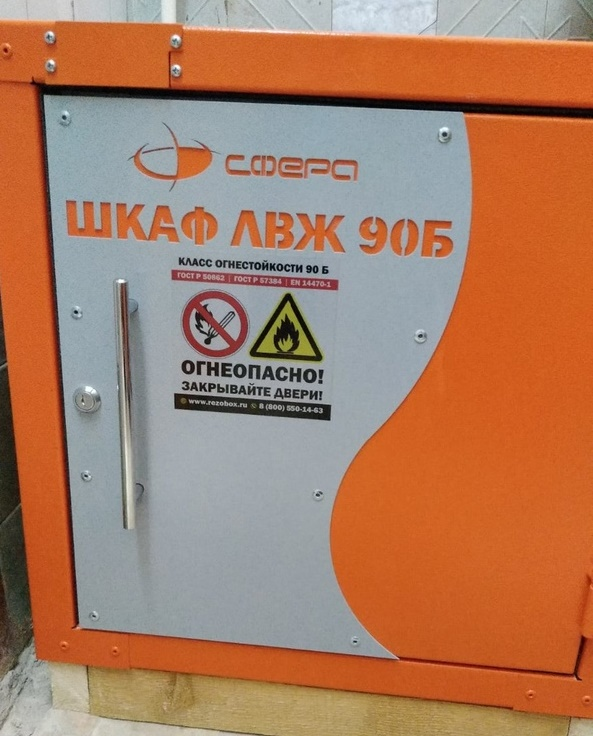 СФЕРА
ШКАФ ЛВЖ 90Б
КЛАСС ОГНЕСТОЙКОСТИ 90 Б
ГОСТ Р 50962 | ГОСТ Р 57384 | EN 14470-1
ОГНЕОПАСНО!
ЗАКРЫВАЙТЕ ДВЕРИ!
www.rezobox.ru © 8 (800) 550-14-63